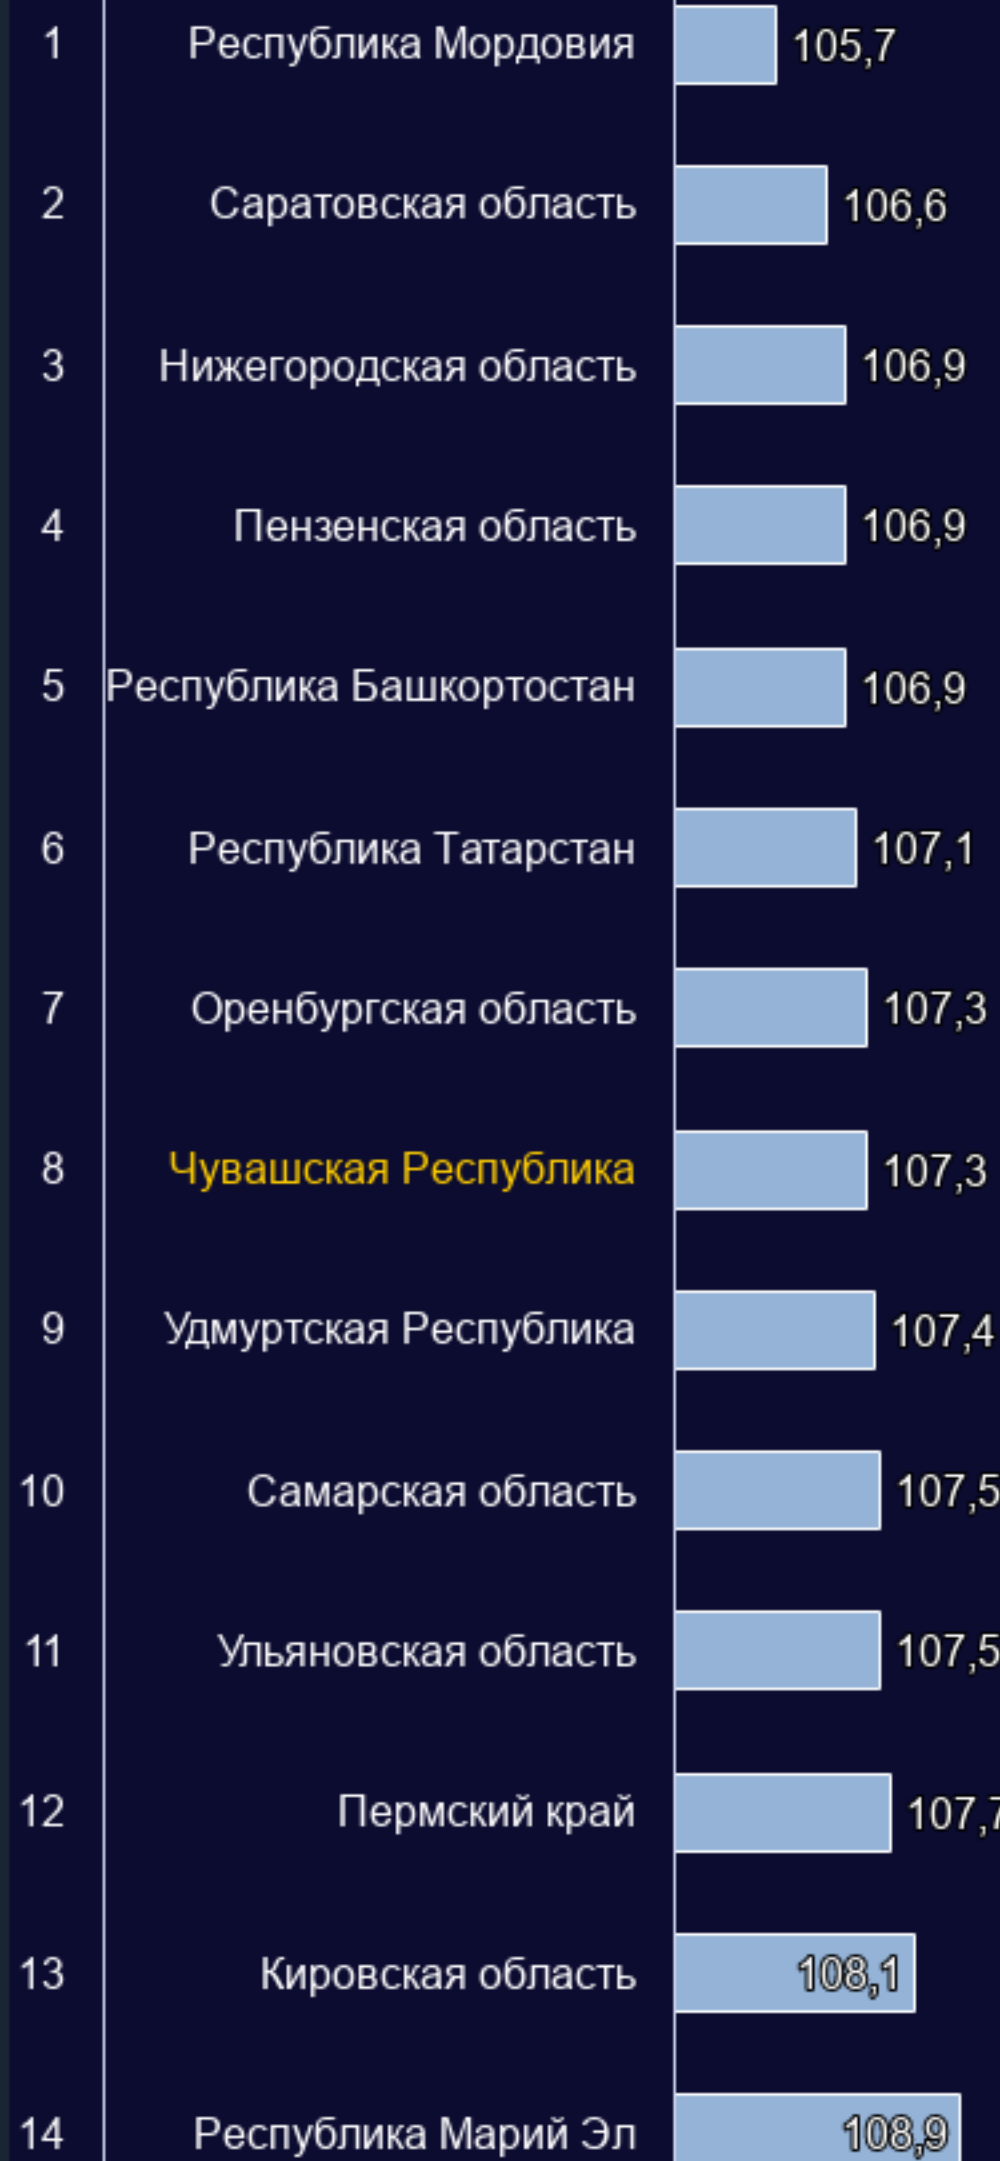 1 Республика Мордовия 105,7
2 Саратовская область 106,6
3 Нижегородская область 106,9
4 Пензенская область 106,9
5 Республика Башкортостан 106,9
6 Республика Татарстан 107,1
7 Оренбургская область 107,3
8 Чувашская Республика 107,3
9 Удмуртская Республика 107,4
10 Самарская область 107,5
11 Ульяновская область 107,5
12 Пермский край 107,7
13 Кировская область 108,1
14 Республика Марий Эл 108,9